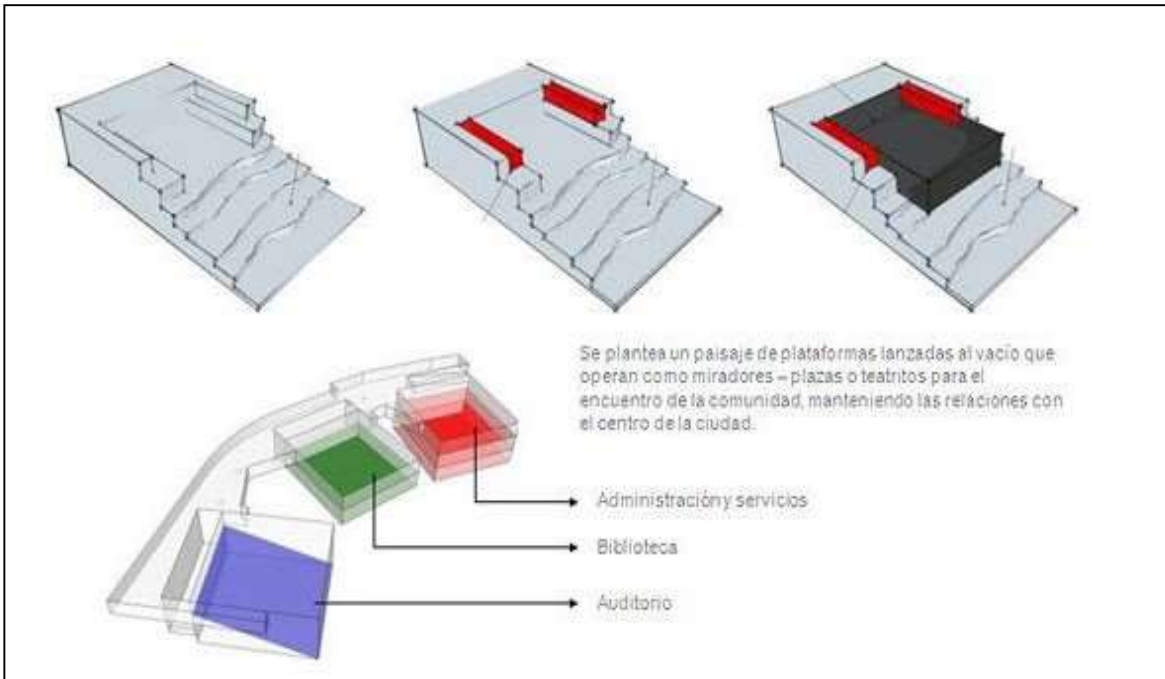 Se plantea un paisaje de plataformas lanzadas al vacío que
operan como miradores – plazas o teatritos para el
encuentro de la comunidad, manteniendo las relaciones con
el centro de la ciudad.
Administración y servicios
Biblioteca
Auditorio